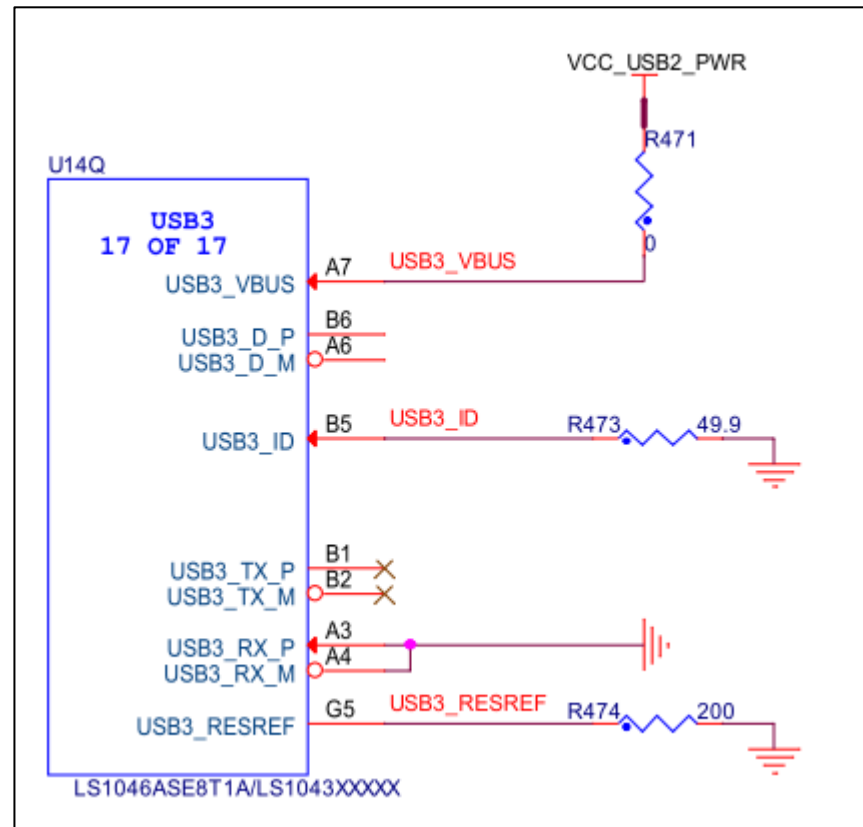 VCC_USB2_PWR
R471
0
U14Q
USB3
17 OF 17
USB3_VBUS A7 USB3_VBUS
USB3_D_P B6
USB3_D_M A6
USB3_ID B5 USB3_ID R473 49.9
USB3_TX_P B1
USB3_TX_M B2
USB3_RX_P A3
USB3_RX_M A4
USB3_RESREF G5 USB3_RESREF R474 200
LS1046ASE8T1A/LS1043XXXXX